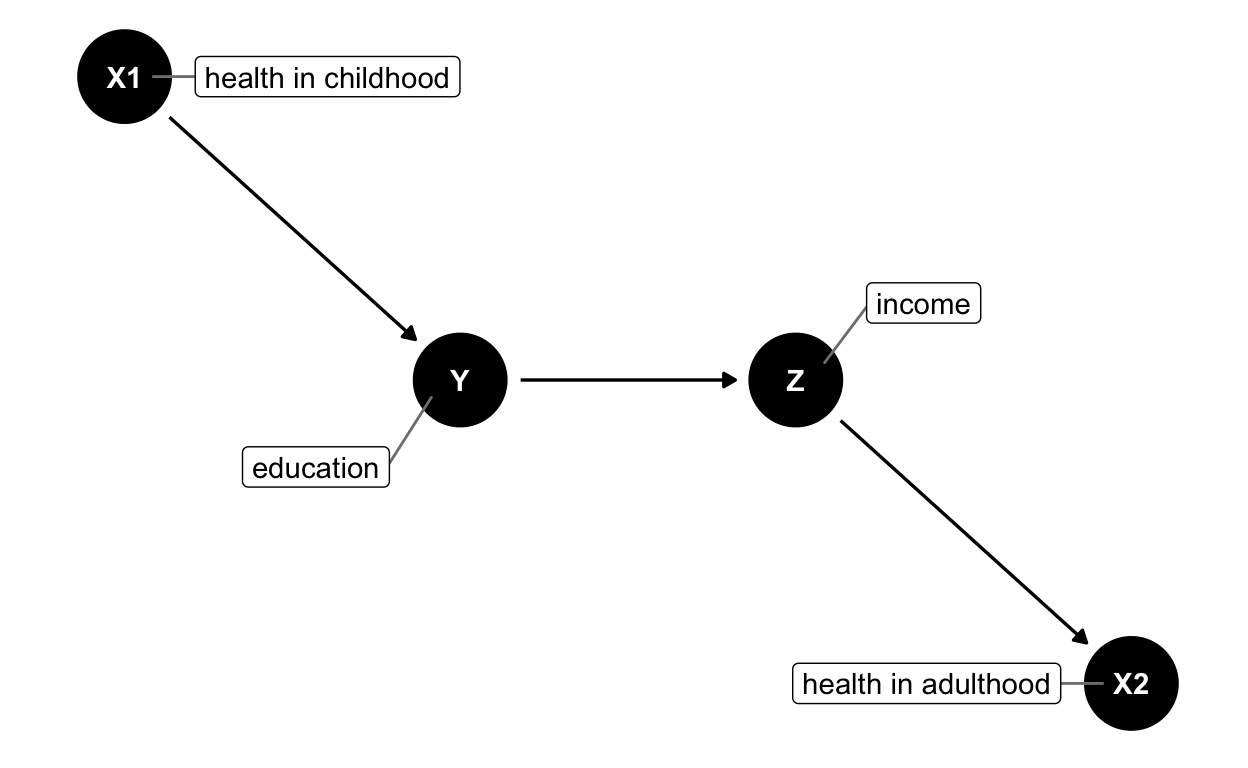 X1
health in childhood
income
Y
Z
education
health in adulthood
X2